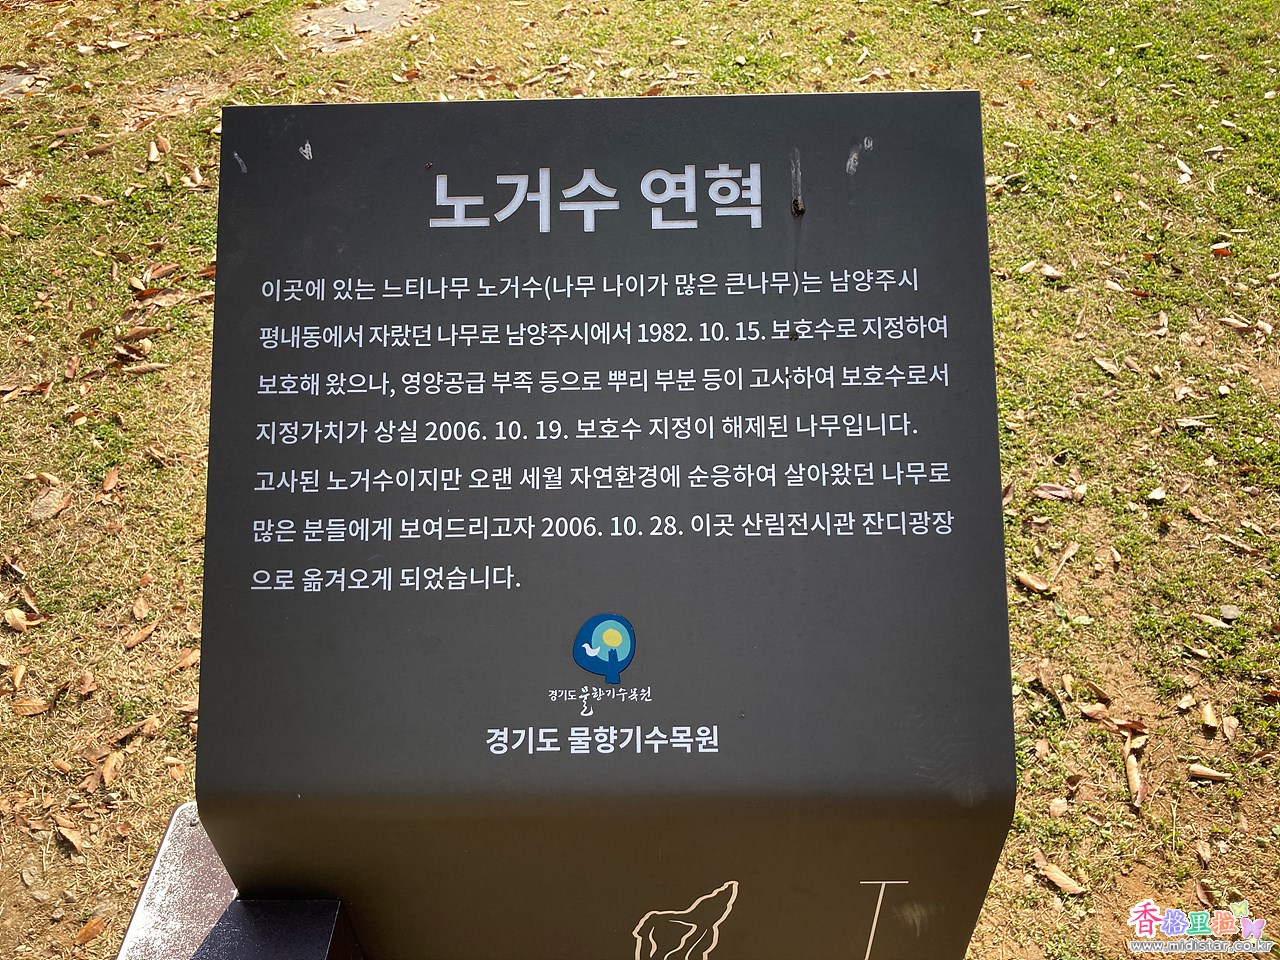 노거수 연혁
이곳에 있는 느티나무 노거수(나무 나이가 많은 큰나무)는 남양주시
평내동에서 자랐던 나무로 남양주시에서 1982. 10. 15. 보호수로 지정하여
보호해 왔으나, 영양공급 부족 등으로 뿌리 부분 등이 고사하여 보호수로서
지정가치가 상실 2006. 10. 19. 보호수 지정이 해제된 나무입니다.
고사된 노거수이지만 오랜 세월 자연환경에 순응하여 살아왔던 나무로
많은 분들에게 보여드리고자 2006. 10. 28. 이곳 산림전시관 잔디광장
으로 옮겨오게 되었습니다.
경기도 물향기수목원
경기도 물향기수목원
香格里拉
www.midistar.co.kr